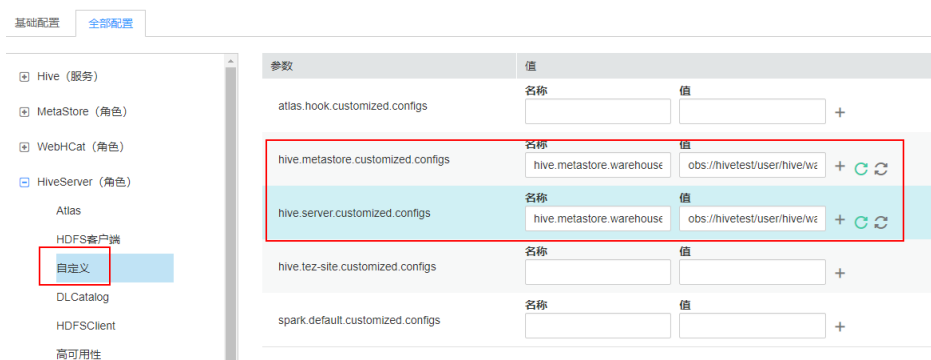 基础配置
全部配置
Hive（服务）
MetaStore（角色）
WebHCat（角色）
HiveServer（角色）
Atlas
HDFS客户端
自定义
DLCatalog
HDFSClient
高可用性
参数
值
名称
值
atlas.hook.customized.configs
名称
值
hive.metastore.customized.configs
hive.metastore.warehouse
obs://hivetest/user/hive/wa
名称
值
hive.server.customized.configs
hive.metastore.warehouse
obs://hivetest/user/hive/wa
名称
值
hive.tez-site.customized.configs
名称
值
spark.default.customized.configs